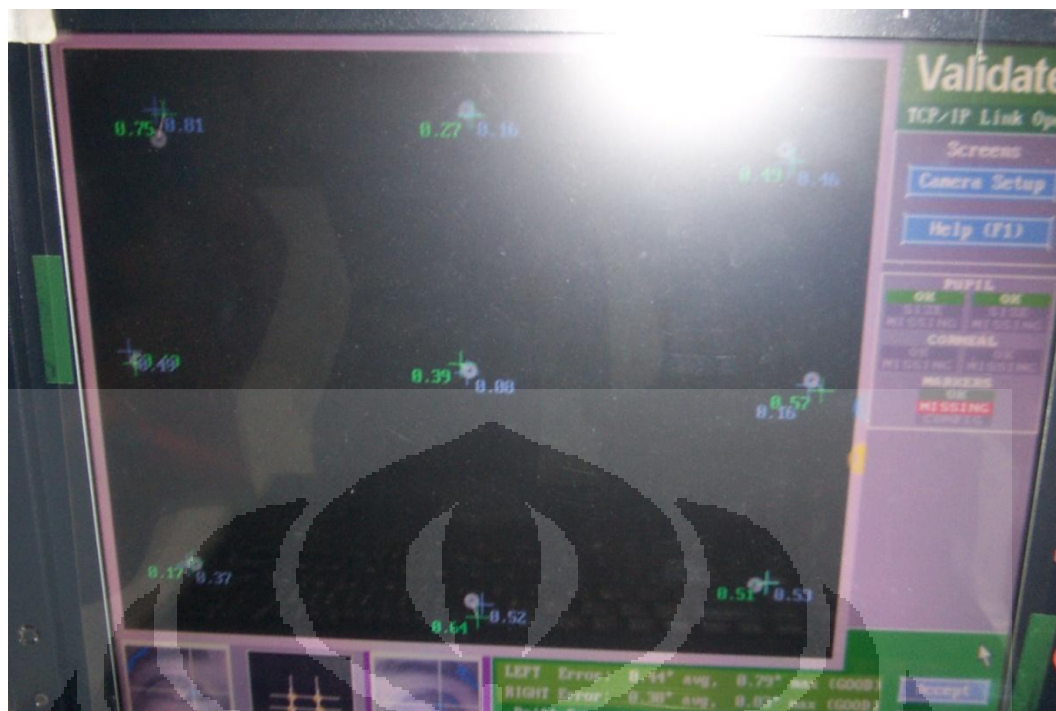 Validate
TCP/IP Link Op
Screens
Camera Setup
Help (F1)
PUPIL
OK OK
SIZE SIZE
MISSING MISSING
CORNEAL
OK OK
MISSING MISSING
MARKERS
OK
MISSING
0.75 0.81
0.27 0.16
0.49 0.46
0.49
0.39 0.08
0.57
0.16
0.17 0.37
0.52
0.64
0.51 0.53
LEFT Error: avg, 0.79° max (GOOD)
RIGHT Error: 0.38° avg, max (GOOD)
Accept